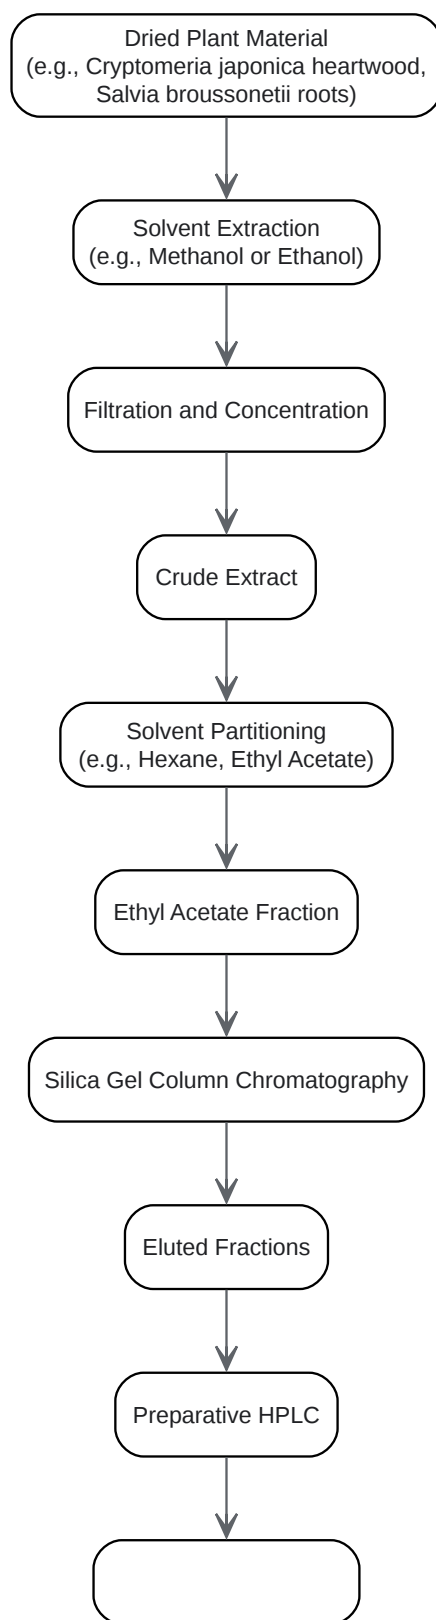 Dried Plant Material
(e.g., Cryptomeria japonica heartwood,
Salvia broussonetii roots)
Solvent Extraction
(e.g., Methanol or Ethanol)
Filtration and Concentration
Crude Extract
Solvent Partitioning
(e.g., Hexane, Ethyl Acetate)
Ethyl Acetate Fraction
Silica Gel Column Chromatography
Eluted Fractions
Preparative HPLC